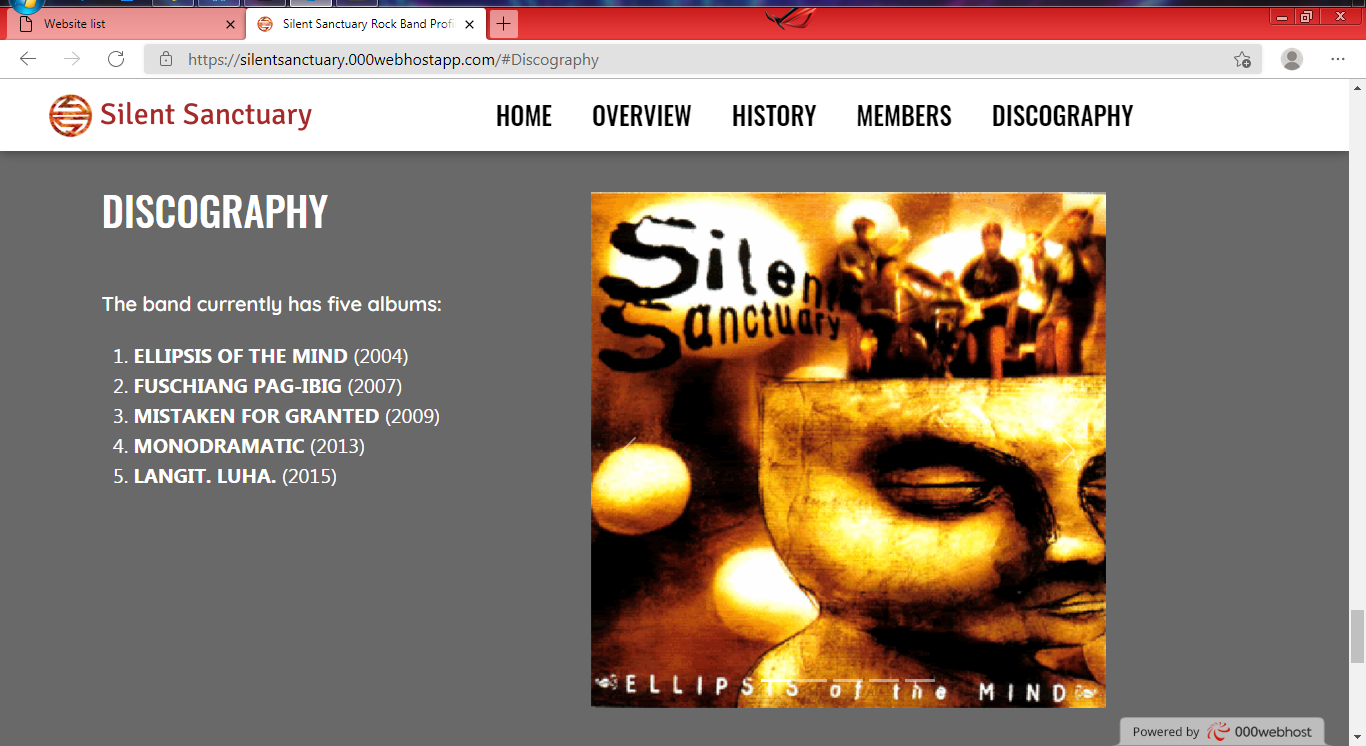 Website list
Silent Sanctuary Rock Band Profi
https://silentsanctuary.000webhostapp.com/#Discography
Silent Sanctuary
HOME OVERVIEW HISTORY MEMBERS DISCOGRAPHY
DISCOGRAPHY
The band currently has five albums:
1. ELLIPSIS OF THE MIND (2004)
2. FUSCHIANG PAG-IBIG (2007)
3. MISTAKEN FOR GRANTED (2009)
4. MONODRAMATIC (2013)
5. LANGIT. LUHA. (2015)
Silent
Sanctuary
ELLIPSIS of the MIND
Powered by 000webhost